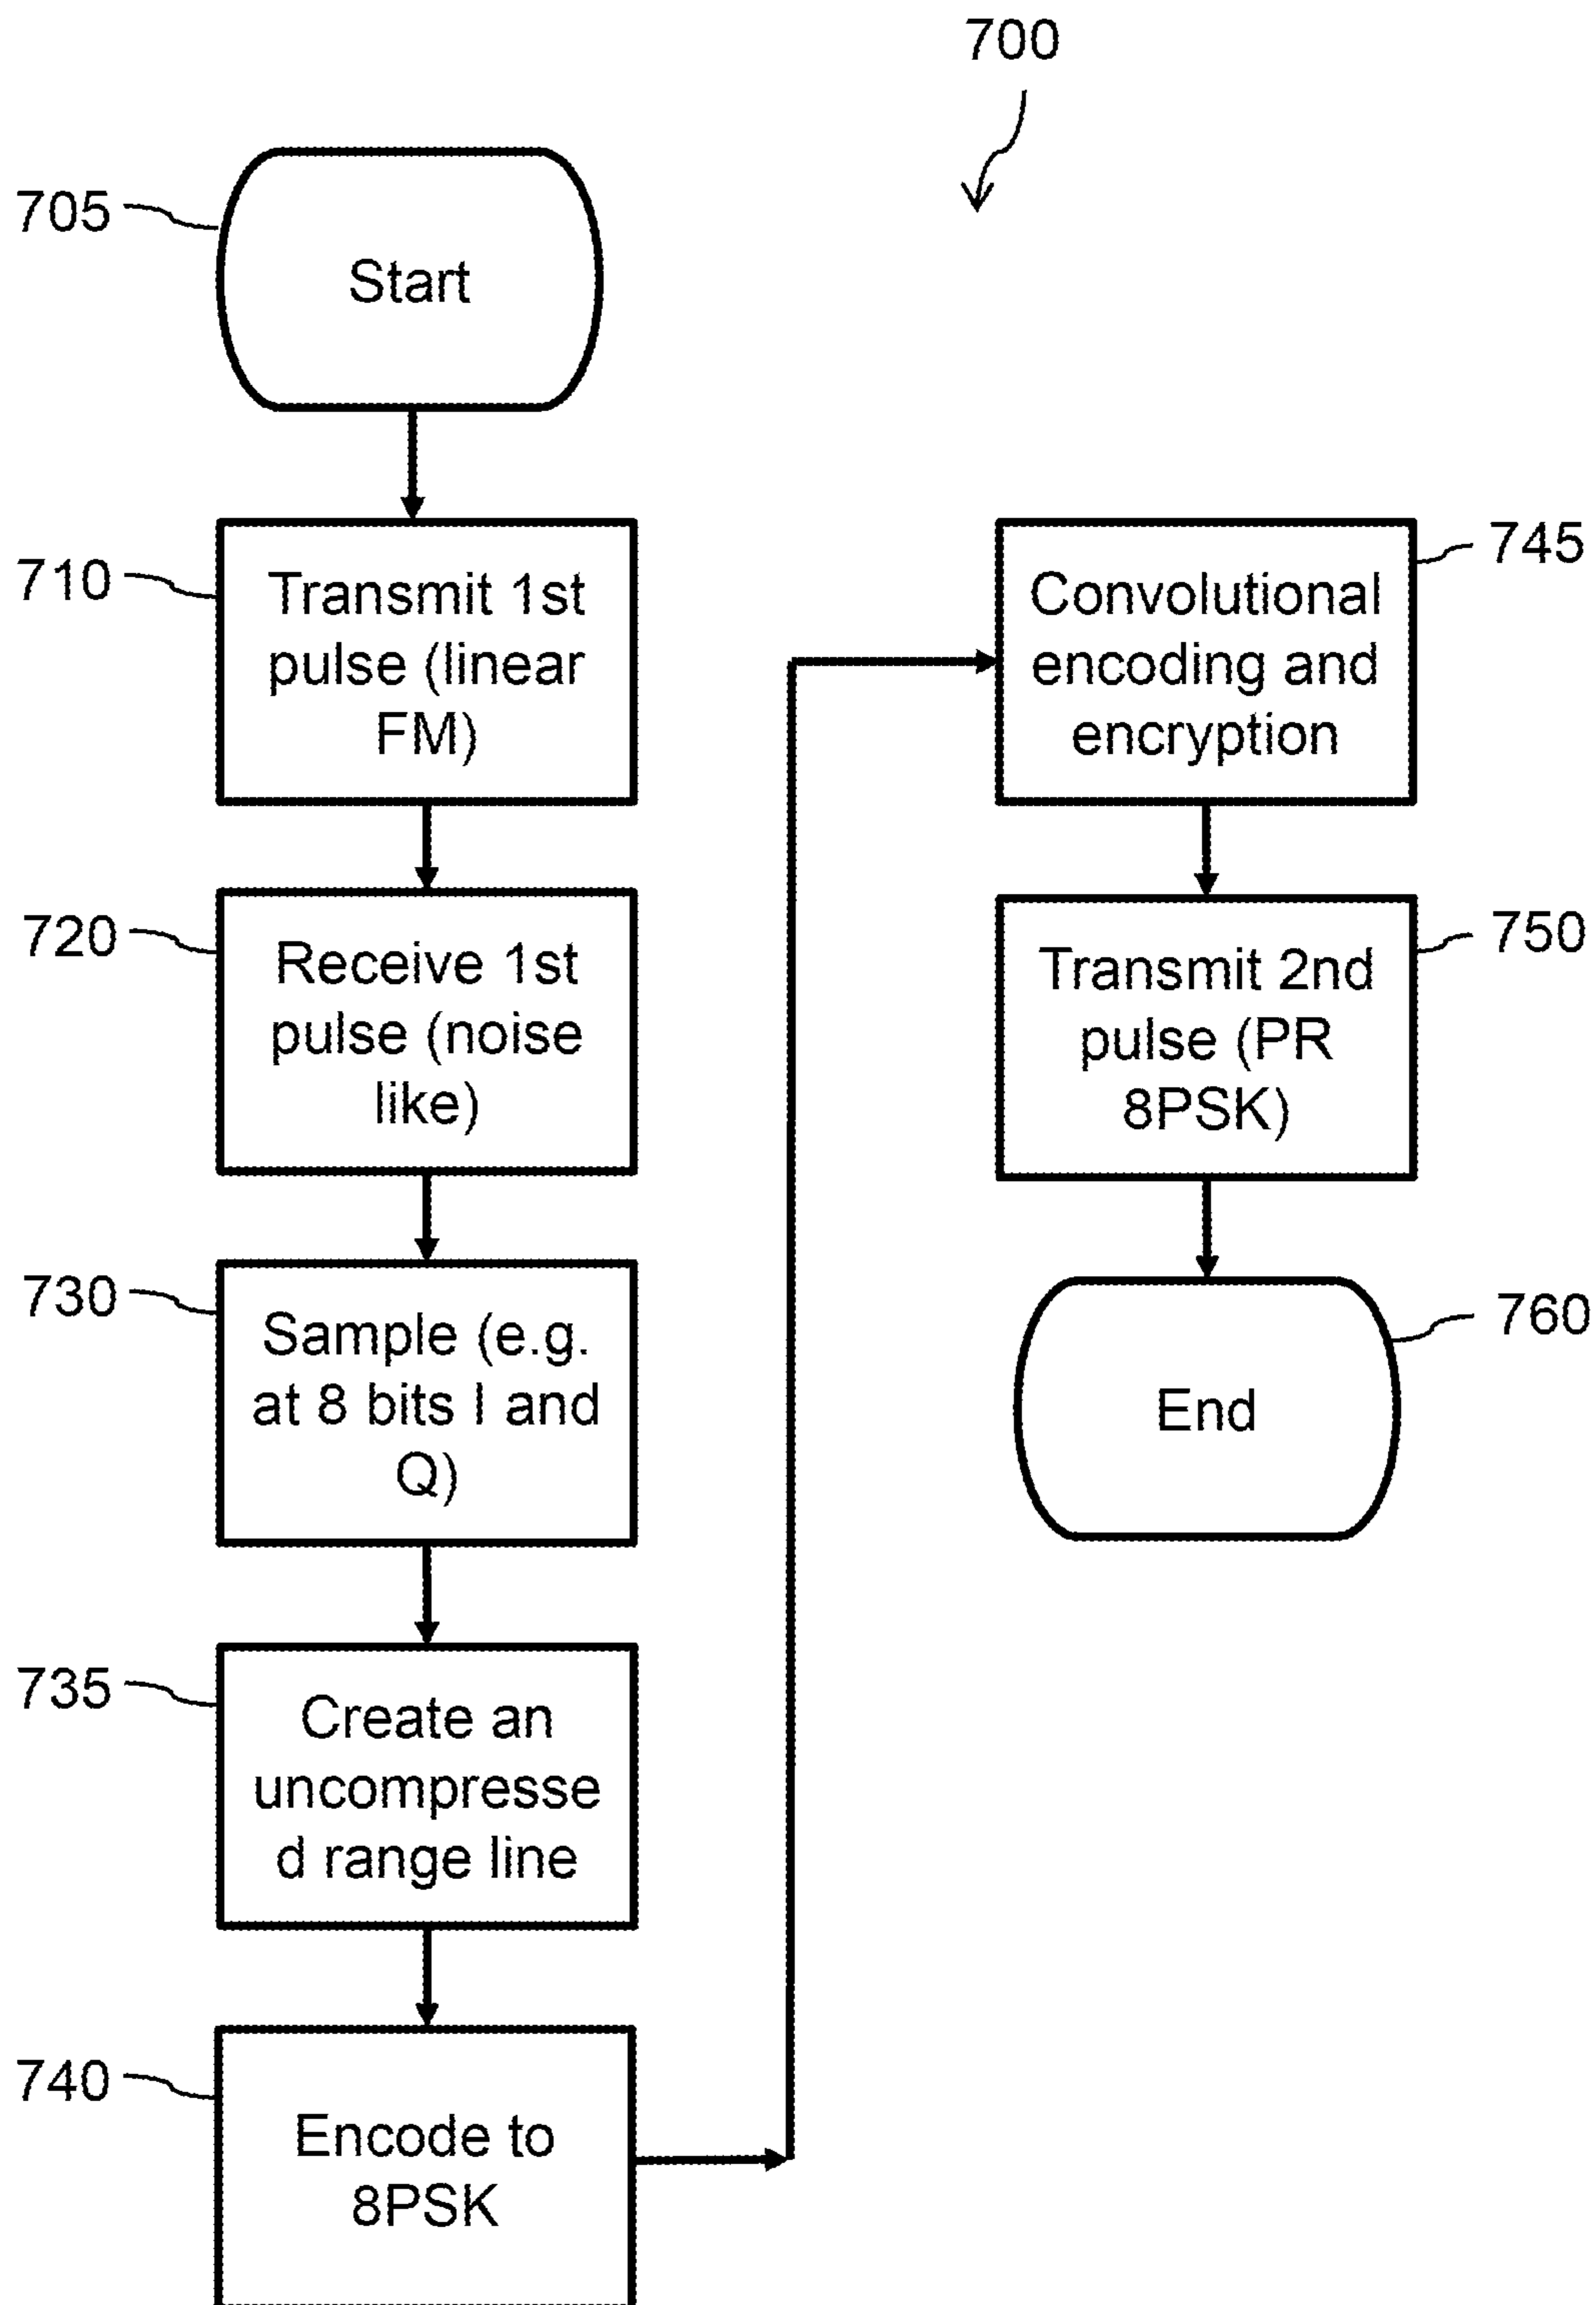 700
705
Start
710
Transmit 1st
pulse (linear
FM)
720
Receive 1st
pulse (noise
like)
730
Sample (e.g.
at 8 bits I and
Q)
735
Create an
uncompresse
d range line
740
Encode to
8PSK
745
Convolutional
encoding and
encryption
750
Transmit 2nd
pulse (PR
8PSK)
760
End